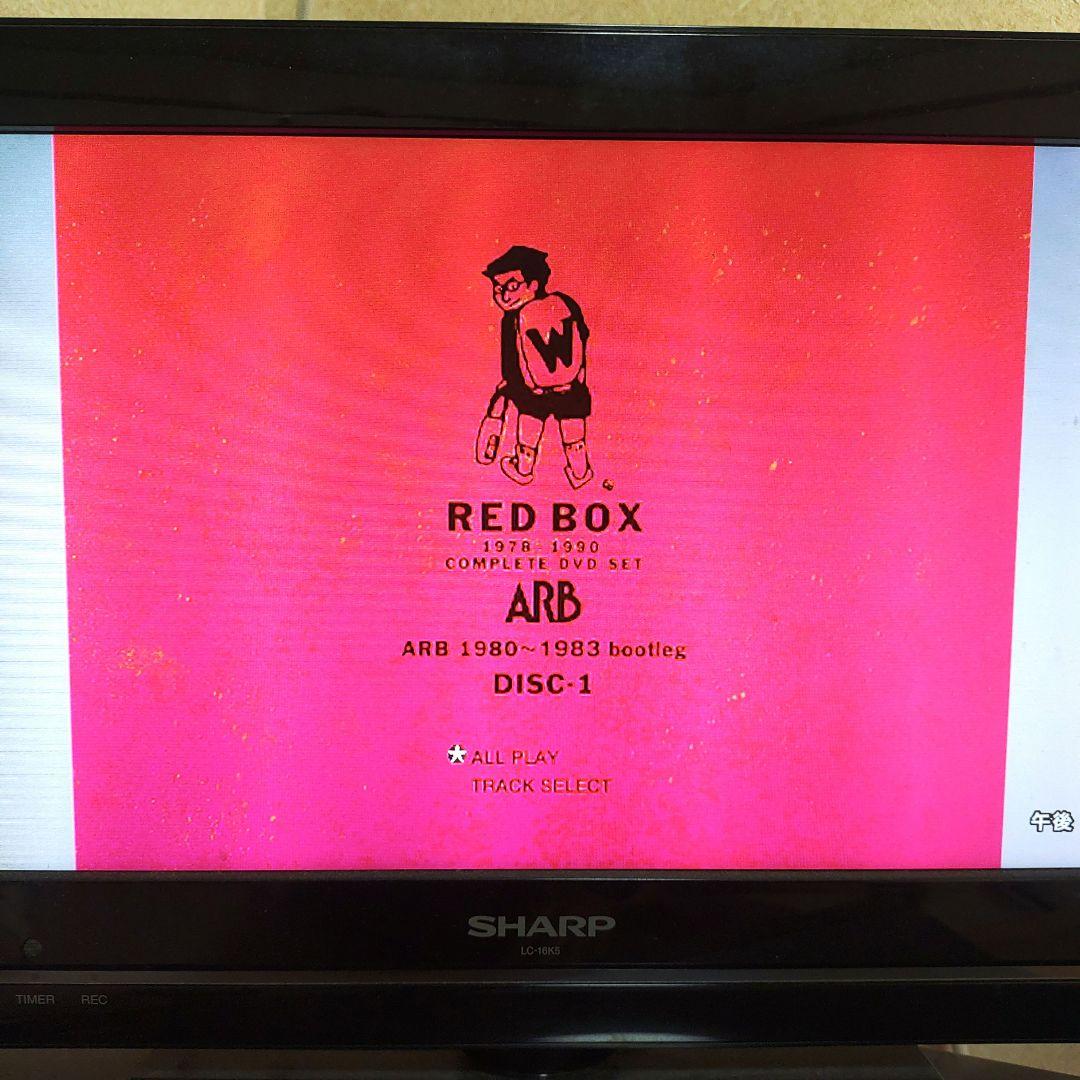 W
RED BOX
1978-1990
COMPLETE DVD SET
ARB
ARB 1980~1983 bootleg
DISC-1
ALL PLAY
TRACK SELECT
午後
SHARP
LC-16K5
TIMER REC